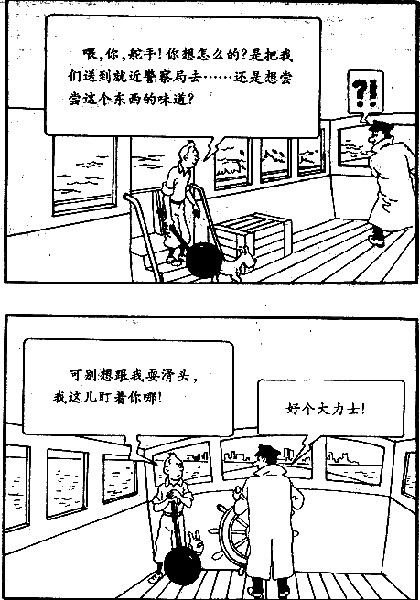 喂,你,舵手!你想怎么的?是把我
们送到就近警察局去……还是想尝
尝这个东西的味道?
?!
可别想跟我耍滑头,
我这儿盯着你哪!
好个大力士!